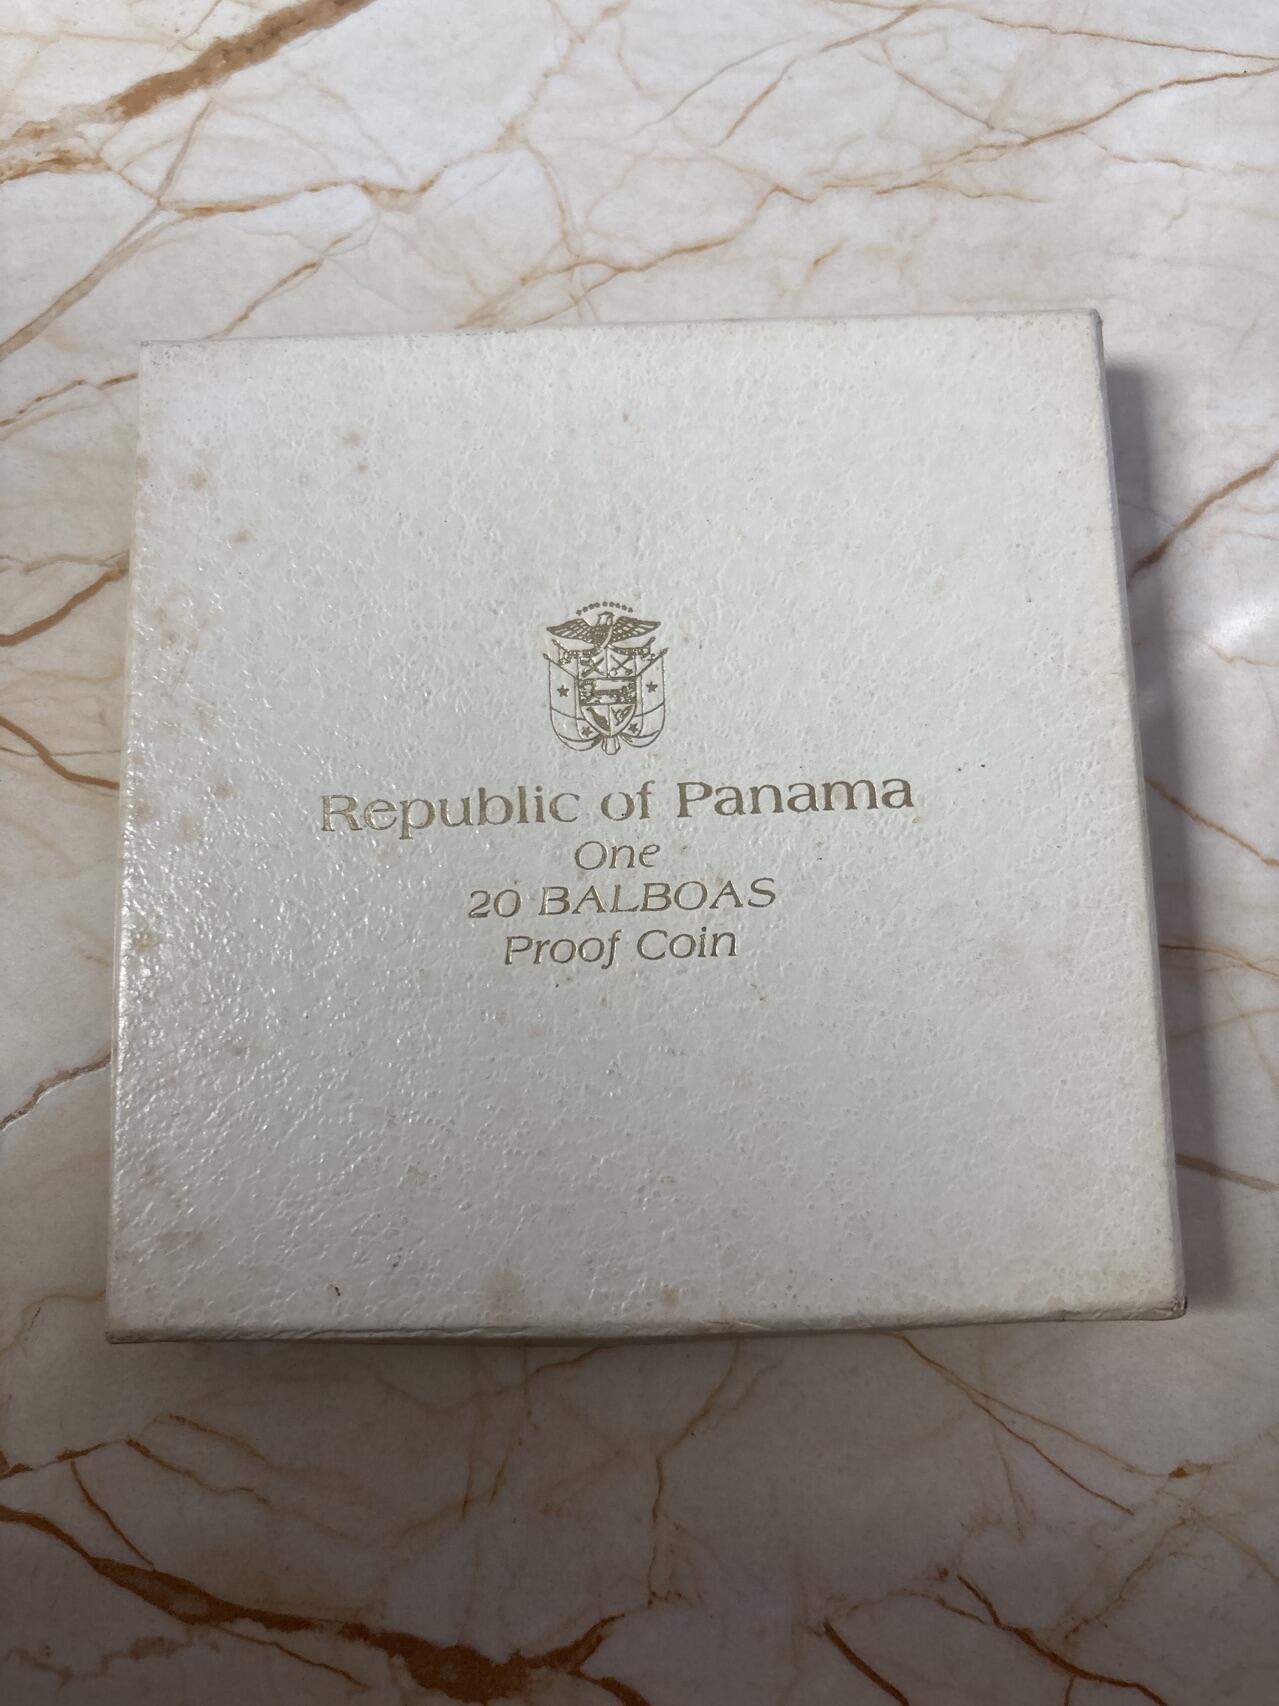 Republic of Panama
One
20 BALBOAS
Proof Coin